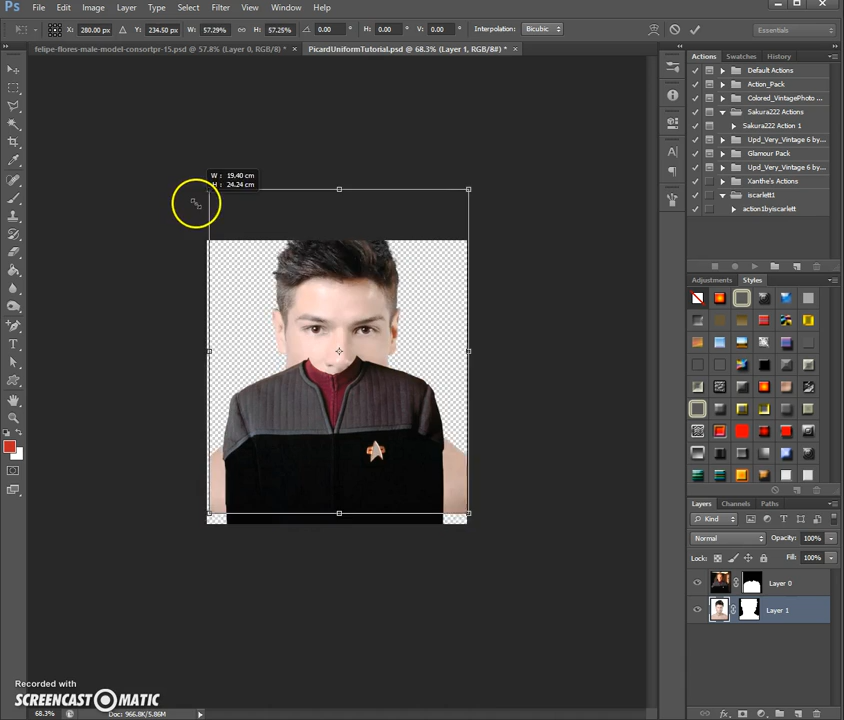 Ps File Edit Image Layer Type Select Filter View Window Help
X: 280.00 px Y: 234.50 px W: 57.29% H: 57.25% 0.00 ° H: 0.00 ° V: 0.00 ° Interpolation: Bicubic Essentials
felipe-flores-male-model-consortpr-15.psd @ 57.8% (Layer 0, RGB/8) * × PicardUniformTutorial.psd @ 68.3% (Layer 1, RGB/8#) * ×
Actions Swatches History
Default Actions
Action_Pack
Colored_VintagePhoto ...
Sakura222 Actions
Sakura222 Action 1
Upd_Very_Vintage 6 by...
Glamour Pack
Upd_Very_Vintage 6 by...
Xanthe's Actions
iscarlett1
action1byiscarlett
W: 19.40 cm
H: 24.24 cm
Adjustments Styles
Layers Channels Paths
Kind
Normal Opacity: 100%
Lock: Fill: 100%
Layer 0
Layer 1
Recorded with
SCREENCAST MATIC
68.3% Doc: 966.8K/5.86M